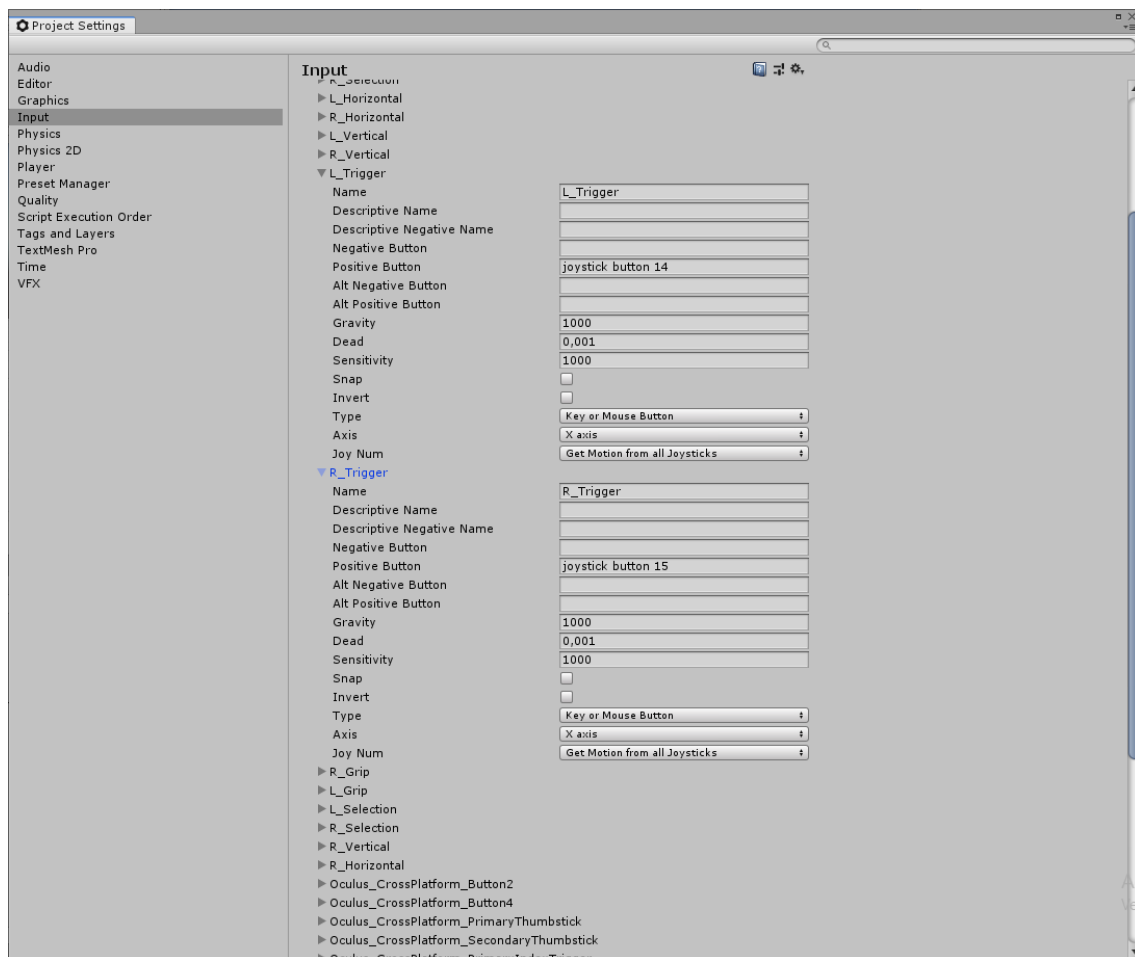 Project Settings
Audio
Editor
Graphics
Input
Physics
Physics 2D
Player
Preset Manager
Quality
Script Execution Order
Tags and Layers
TextMesh Pro
Time
VFX
Input
R_Selection
L_Horizontal
R_Horizontal
L_Vertical
R_Vertical
L_Trigger
Name L_Trigger
Descriptive Name
Descriptive Negative Name
Negative Button
Positive Button joystick button 14
Alt Negative Button
Alt Positive Button
Gravity 1000
Dead 0,001
Sensitivity 1000
Snap
Invert
Type Key or Mouse Button
Axis X axis
Joy Num Get Motion from all Joysticks
R_Trigger
Name R_Trigger
Descriptive Name
Descriptive Negative Name
Negative Button
Positive Button joystick button 15
Alt Negative Button
Alt Positive Button
Gravity 1000
Dead 0,001
Sensitivity 1000
Snap
Invert
Type Key or Mouse Button
Axis X axis
Joy Num Get Motion from all Joysticks
R_Grip
L_Grip
L_Selection
R_Selection
R_Vertical
R_Horizontal
Oculus_CrossPlatform_Button2
Oculus_CrossPlatform_Button4
Oculus_CrossPlatform_PrimaryThumbstick
Oculus_CrossPlatform_SecondaryThumbstick
Oculus_CrossPlatform_PrimaryIndexTrigger